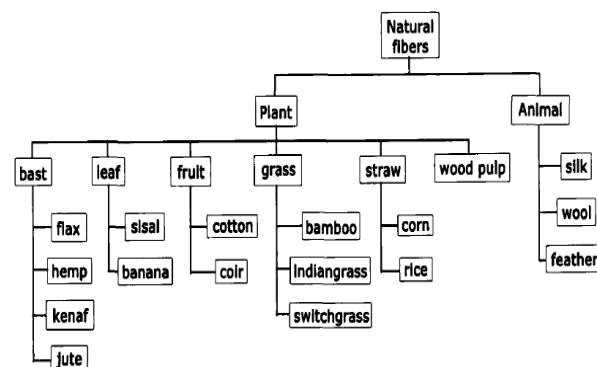 Natural
fibers
Plant
Animal
bast
leaf
fruit
grass
straw
wood pulp
silk
flax
sisal
cotton
bamboo
corn
wool
hemp
banana
coir
indiangrass
rice
feather
kenaf
switchgrass
jute